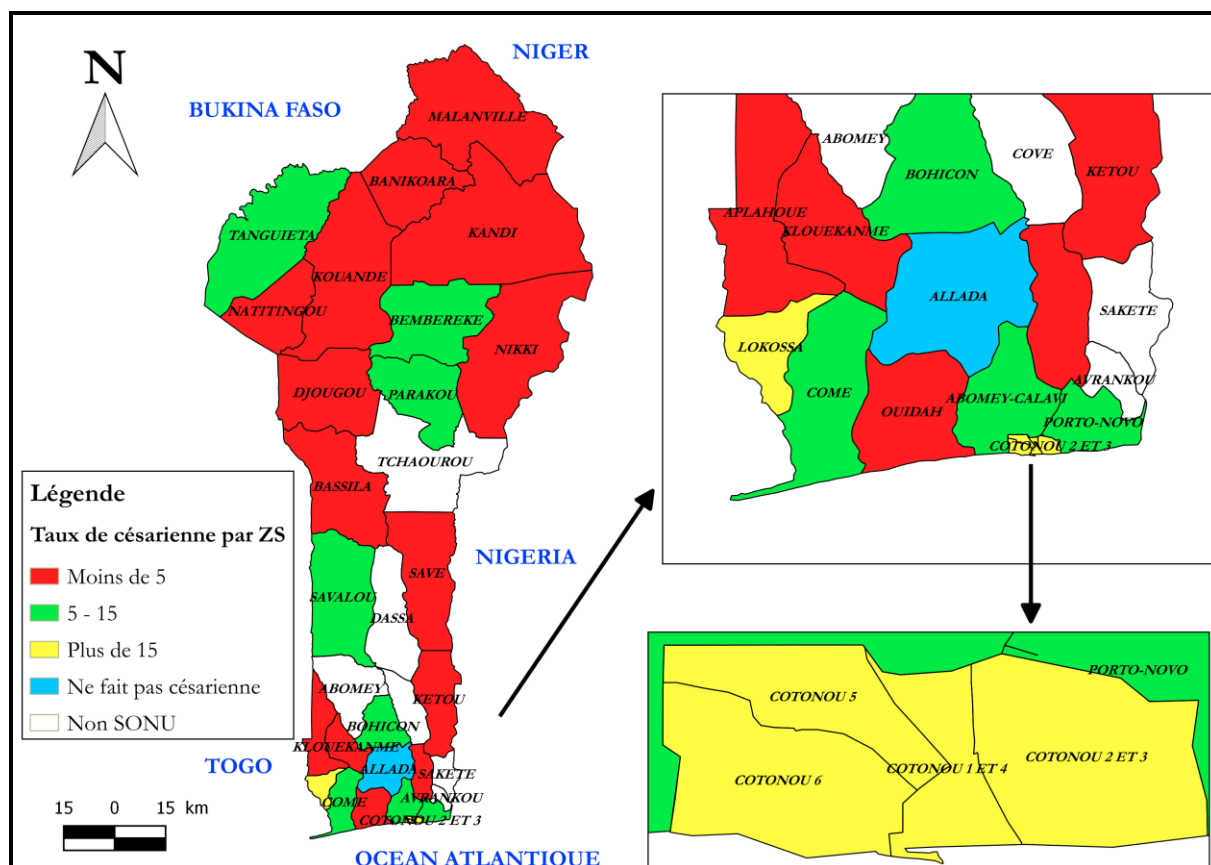 N
NIGER
BUKINA FASO
MALANVILLE
BANIKOARA
KANDI
TANGUIETA
KOUANDE
NATITINGOU
BEMBEREKE
NIKKI
DJOUGOU
PARAKOU
TCHAOUROU
BASSILA
NIGERIA
SAVE
SAVALOU
DASSA
ABOMEY
KETOU
BOHICON
KLOUEKANME
ALLADA
SAKETE
TOGO
COME
AVRANKOU
COTONOU 2 ET 3
OCEAN ATLANTIQUE
Légende
Taux de césarienne par ZS
Moins de 5
5 - 15
Plus de 15
Ne fait pas césarienne
Non SONU
15 0 15 km
ABOMEY
COVE
BOHICON
KETOU
APLAHOUE
KLOUEKANME
ALLADA
SAKETE
LOKOSSA
AVRANKOU
COME
OUIDAH
ABOMEY-CALAVI
PORTO-NOVO
COTONOU 2 ET 3
PORTO-NOVO
COTONOU 5
COTONOU 6
COTONOU 1 ET 4
COTONOU 2 ET 3